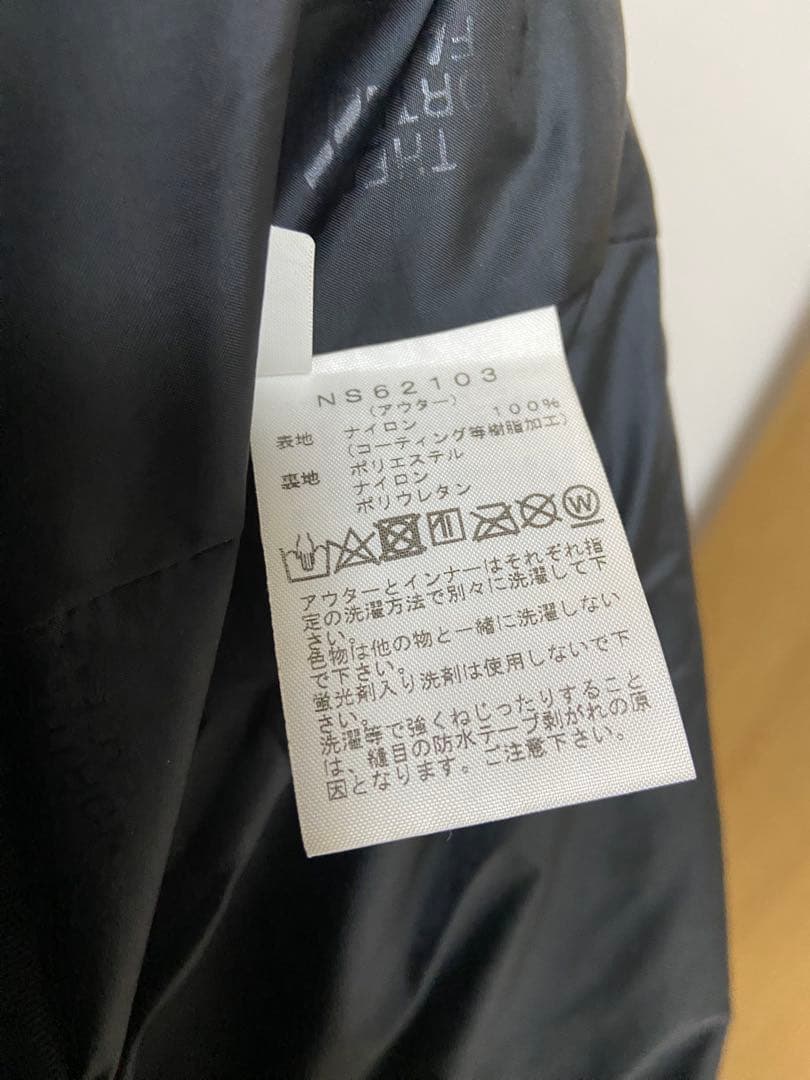 THE
NS62103
(アウター)
表地 ナイロン 100%
(コーティング等樹脂加工)
裏地 ポリエステル
ナイロン
ポリウレタン
W
アウターとインナーはそれぞれ指
定の洗濯方法で別々に洗濯して下
さい。
色物は他の物と一緒に洗濯しない
で下さい。
蛍光剤入り洗剤は使用しないで下
さい。
洗濯等で強くねじったりすること
は、縫目の防水テープ剥がれの原
因となります。ご注意下さい。